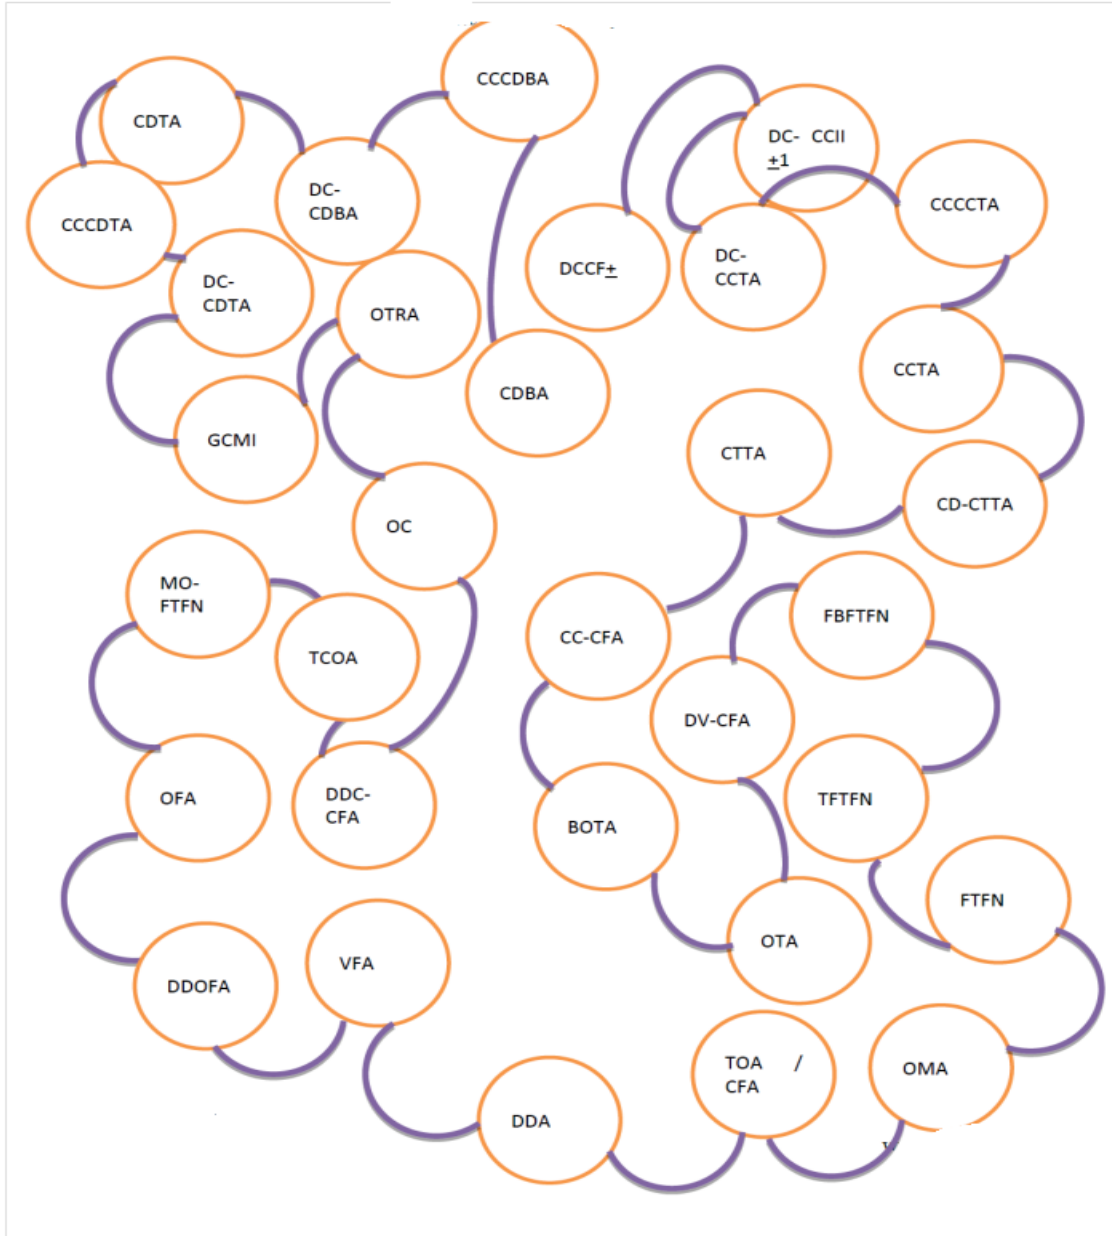 CCCDBA
CDTA
DC- CCII
±1
DC-
CDBA
CCCCTA
CCCDTA
DCCF±
DC-
CCTA
DC-
CDTA
OTRA
CCTA
CDBA
GCMI
CTTA
CD-CTTA
OC
MO-
FTFN
FBFTFN
CC-CFA
TCOA
DV-CFA
OFA
DDC-
CFA
TFTFN
BOTA
FTFN
OTA
VFA
DDOFA
TOA /
CFA
OMA
DDA